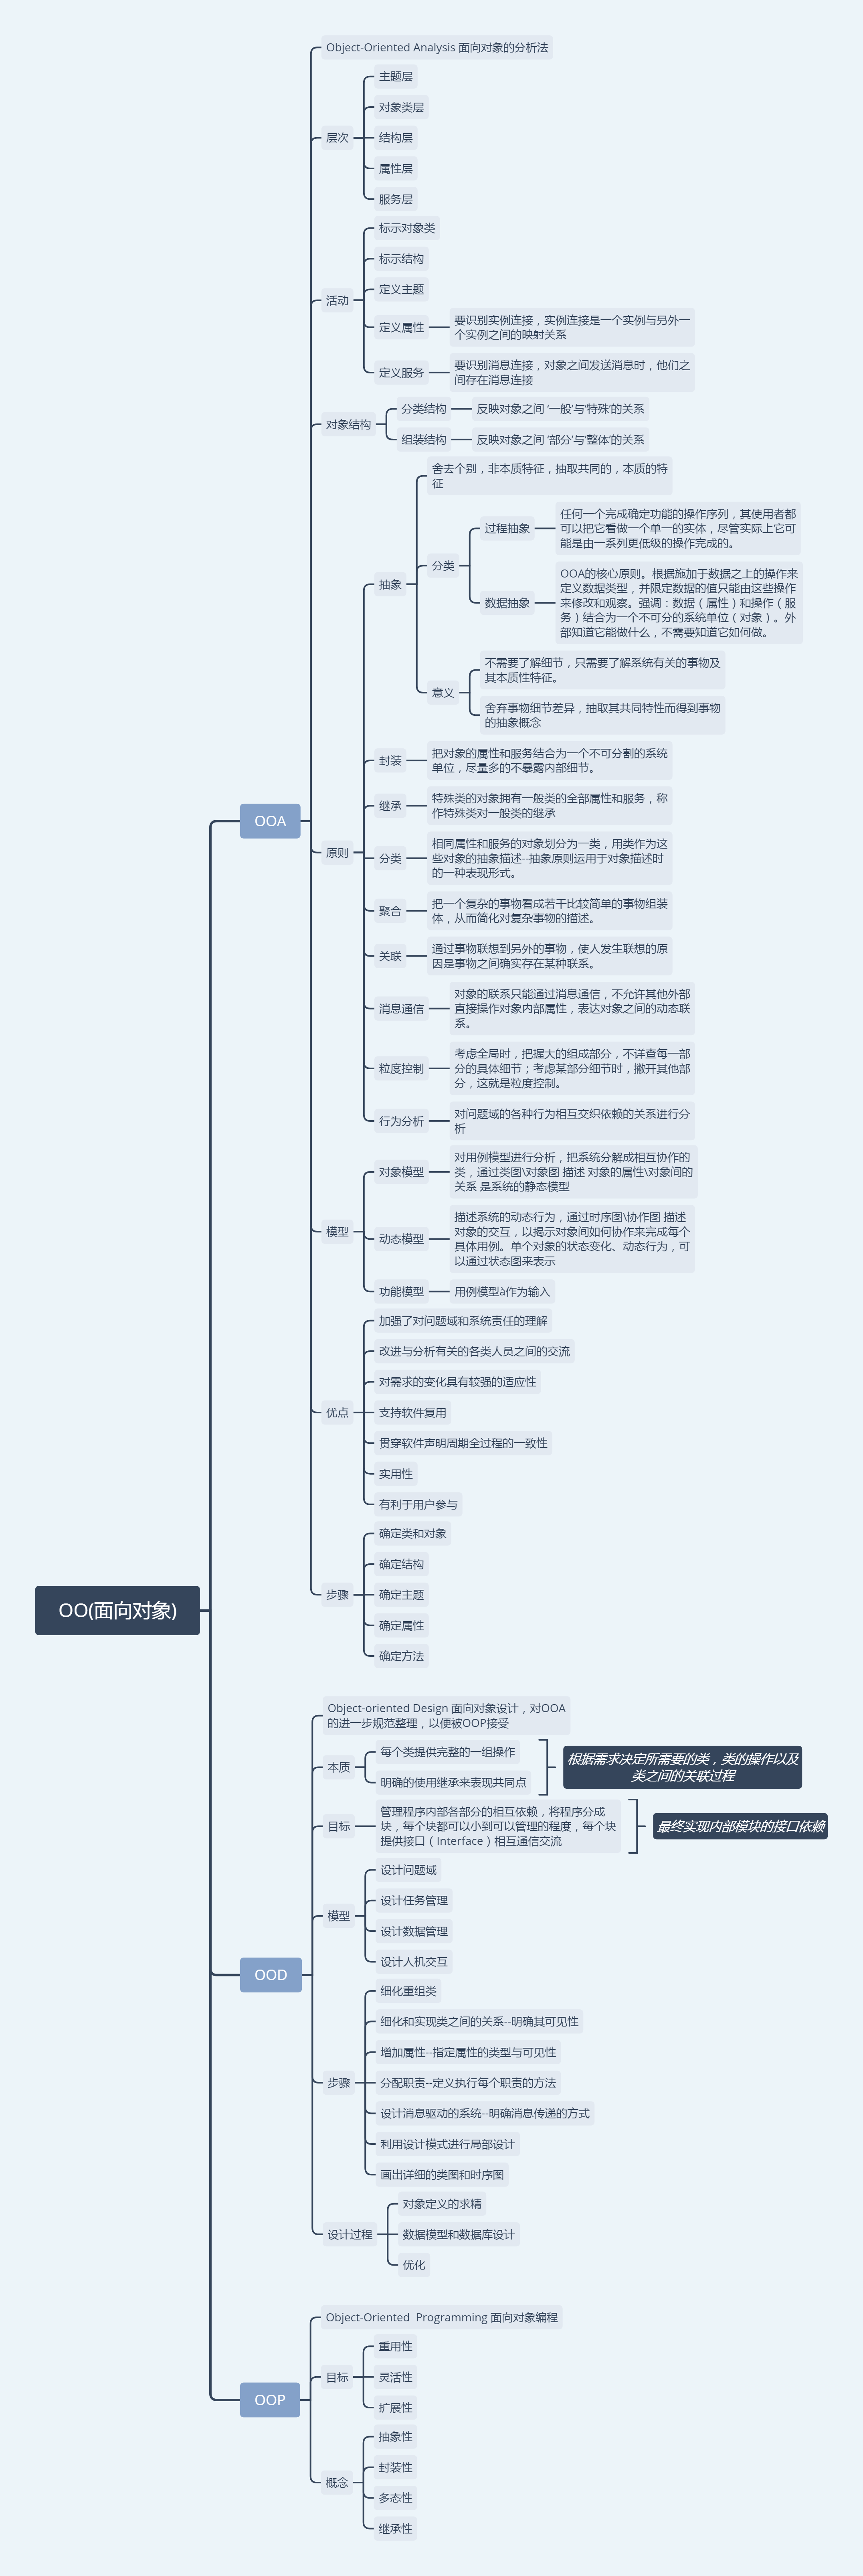 Object-Oriented Analysis 面向对象的分析法
主题层
对象类层
层次
结构层
属性层
服务层
标示对象类
标示结构
定义主题
活动
定义属性
要识别实例连接，实例连接是一个实例与另外一
个实例之间的映射关系
定义服务
要识别消息连接，对象之间发送消息时，他们之
间存在消息连接
对象结构
分类结构
反映对象之间 ‘一般’与‘特殊’的关系
组装结构
反映对象之间 ‘部分’与‘整体’的关系
抽象
舍去个别，非本质特征，抽取共同的，本质的特
征
分类
过程抽象
任何一个完成确定功能的操作序列，其使用者都
可以把它看做一个单一的实体，尽管实际上它可
能是由一系列更低级的操作完成的。
数据抽象
OOA的核心原则。根据施加于数据之上的操作来
定义数据类型，并限定数据的值只能由这些操作
来修改和观察。强调：数据（属性）和操作（服
务）结合为一个不可分的系统单位（对象）。外
部知道它能做什么，不需要知道它如何做。
意义
不需要了解细节，只需要了解系统有关的事物及
其本质性特征。
舍弃事物细节差异，抽取其共同特性而得到事物
的抽象概念
封装
把对象的属性和服务结合为一个不可分割的系统
单位，尽量多的不暴露内部细节。
OOA
继承
特殊类的对象拥有一般类的全部属性和服务，称
作特殊类对一般类的继承
原则
分类
相同属性和服务的对象划分为一类，用类作为这
些对象的抽象描述--抽象原则运用于对象描述时
的一种表现形式。
聚合
把一个复杂的事物看成若干比较简单的事物组装
体，从而简化对复杂事物的描述。
关联
通过事物联想到另外的事物，使人发生联想的原
因是事物之间确实存在某种联系。
消息通信
对象的联系只能通过消息通信，不允许其他外部
直接操作对象内部属性，表达对象之间的动态联
系。
粒度控制
考虑全局时，把握大的组成部分，不详查每一部
分的具体细节；考虑某部分细节时，撇开其他部
分，这就是粒度控制。
行为分析
对问题域的各种行为相互交织依赖的关系进行分
析
对象模型
对用例模型进行分析，把系统分解成相互协作的
类，通过类图\对象图 描述 对象的属性\对象间的
关系 是系统的静态模型
模型
动态模型
描述系统的动态行为，通过时序图\协作图 描述
对象的交互，以揭示对象间如何协作来完成每个
具体用例。单个对象的状态变化、动态行为，可
以通过状态图来表示
功能模型
用例模型à作为输入
加强了对问题域和系统责任的理解
改进与分析有关的各类人员之间的交流
对需求的变化具有较强的适应性
优点
支持软件复用
贯穿软件声明周期全过程的一致性
实用性
有利于用户参与
确定类和对象
确定结构
步骤
确定主题
确定属性
确定方法
OO(面向对象)
Object-oriented Design 面向对象设计，对OOA
的进一步规范整理，以便被OOP接受
本质
每个类提供完整的一组操作
明确的使用继承来表现共同点
根据需求决定所需要的类，类的操作以及
类之间的关联过程
目标
管理程序内部各部分的相互依赖，将程序分成
块，每个块都可以小到可以管理的程度，每个块
提供接口（Interface）相互通信交流
最终实现内部模块的接口依赖
设计问题域
设计任务管理
模型
设计数据管理
设计人机交互
OOD
细化重组类
细化和实现类之间的关系--明确其可见性
增加属性--指定属性的类型与可见性
步骤
分配职责--定义执行每个职责的方法
设计消息驱动的系统--明确消息传递的方式
利用设计模式进行局部设计
画出详细的类图和时序图
对象定义的求精
设计过程
数据模型和数据库设计
优化
Object-Oriented  Programming 面向对象编程
重用性
目标
灵活性
OOP
扩展性
抽象性
封装性
概念
多态性
继承性